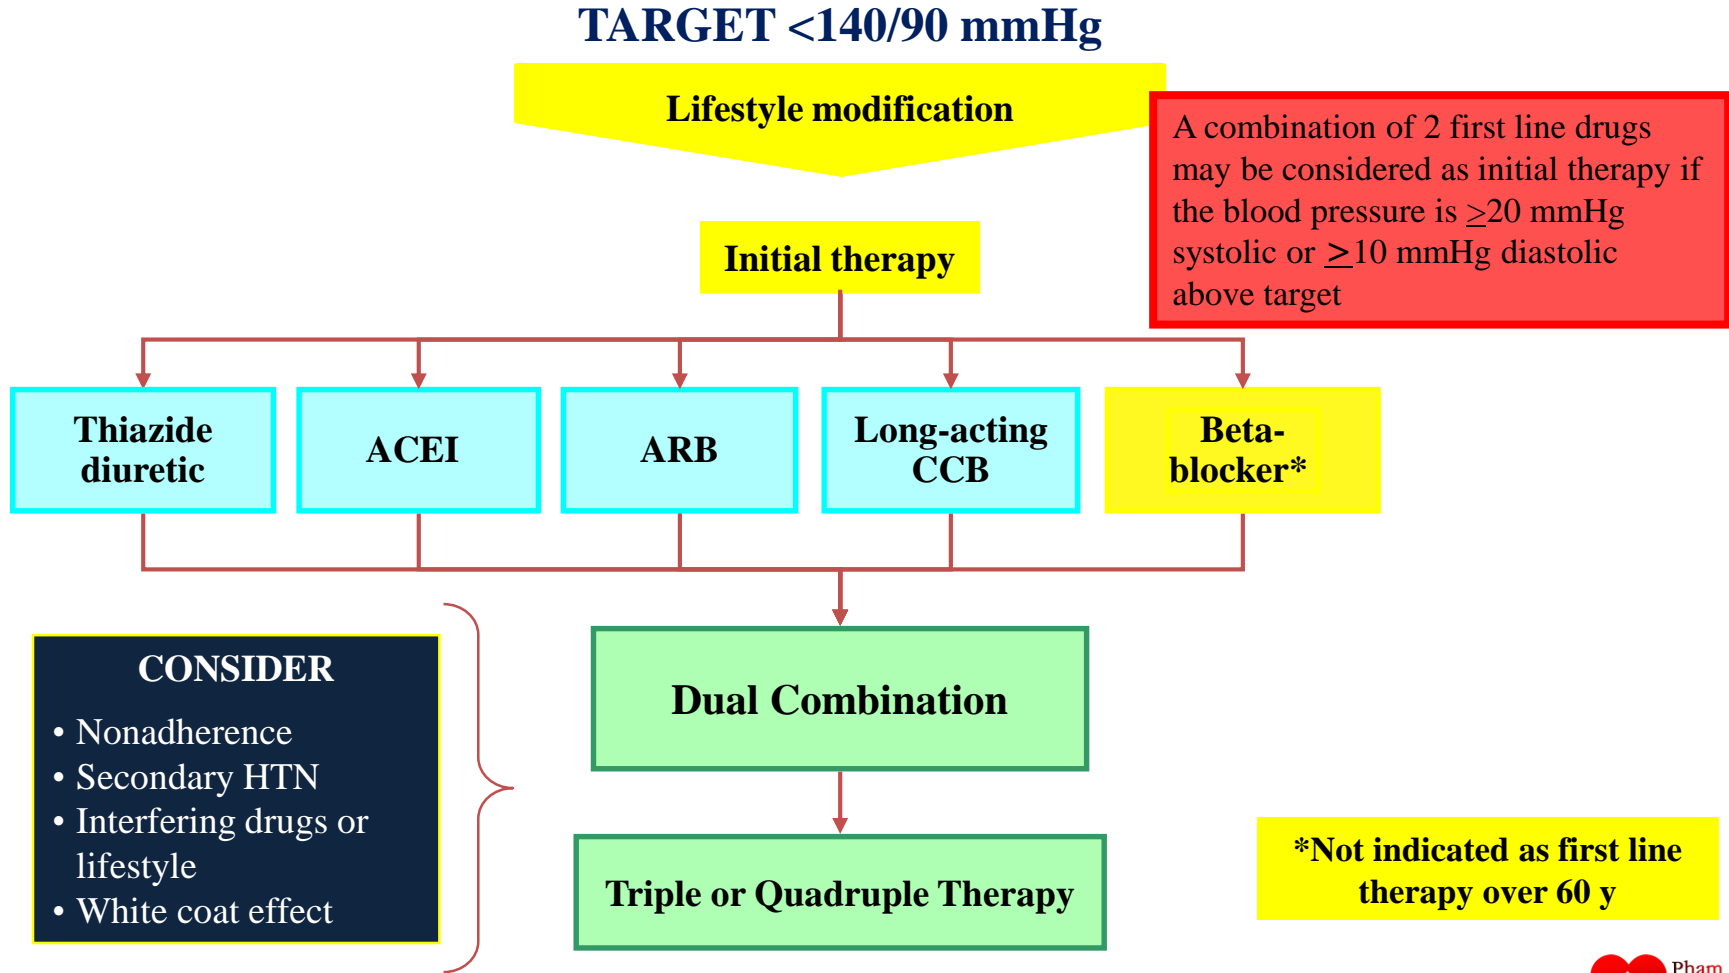 TARGET <140/90 mmHg
Lifestyle modification
A combination of 2 first line drugs
may be considered as initial therapy if
the blood pressure is ≥20 mmHg
systolic or ≥10 mmHg diastolic
above target
Initial therapy
Thiazide
diuretic
ACEI
ARB
Long-acting
CCB
Beta-
blocker*
CONSIDER
• Nonadherence
• Secondary HTN
• Interfering drugs or
lifestyle
• White coat effect
Dual Combination
Triple or Quadruple Therapy
*Not indicated as first line
therapy over 60 y
Pham